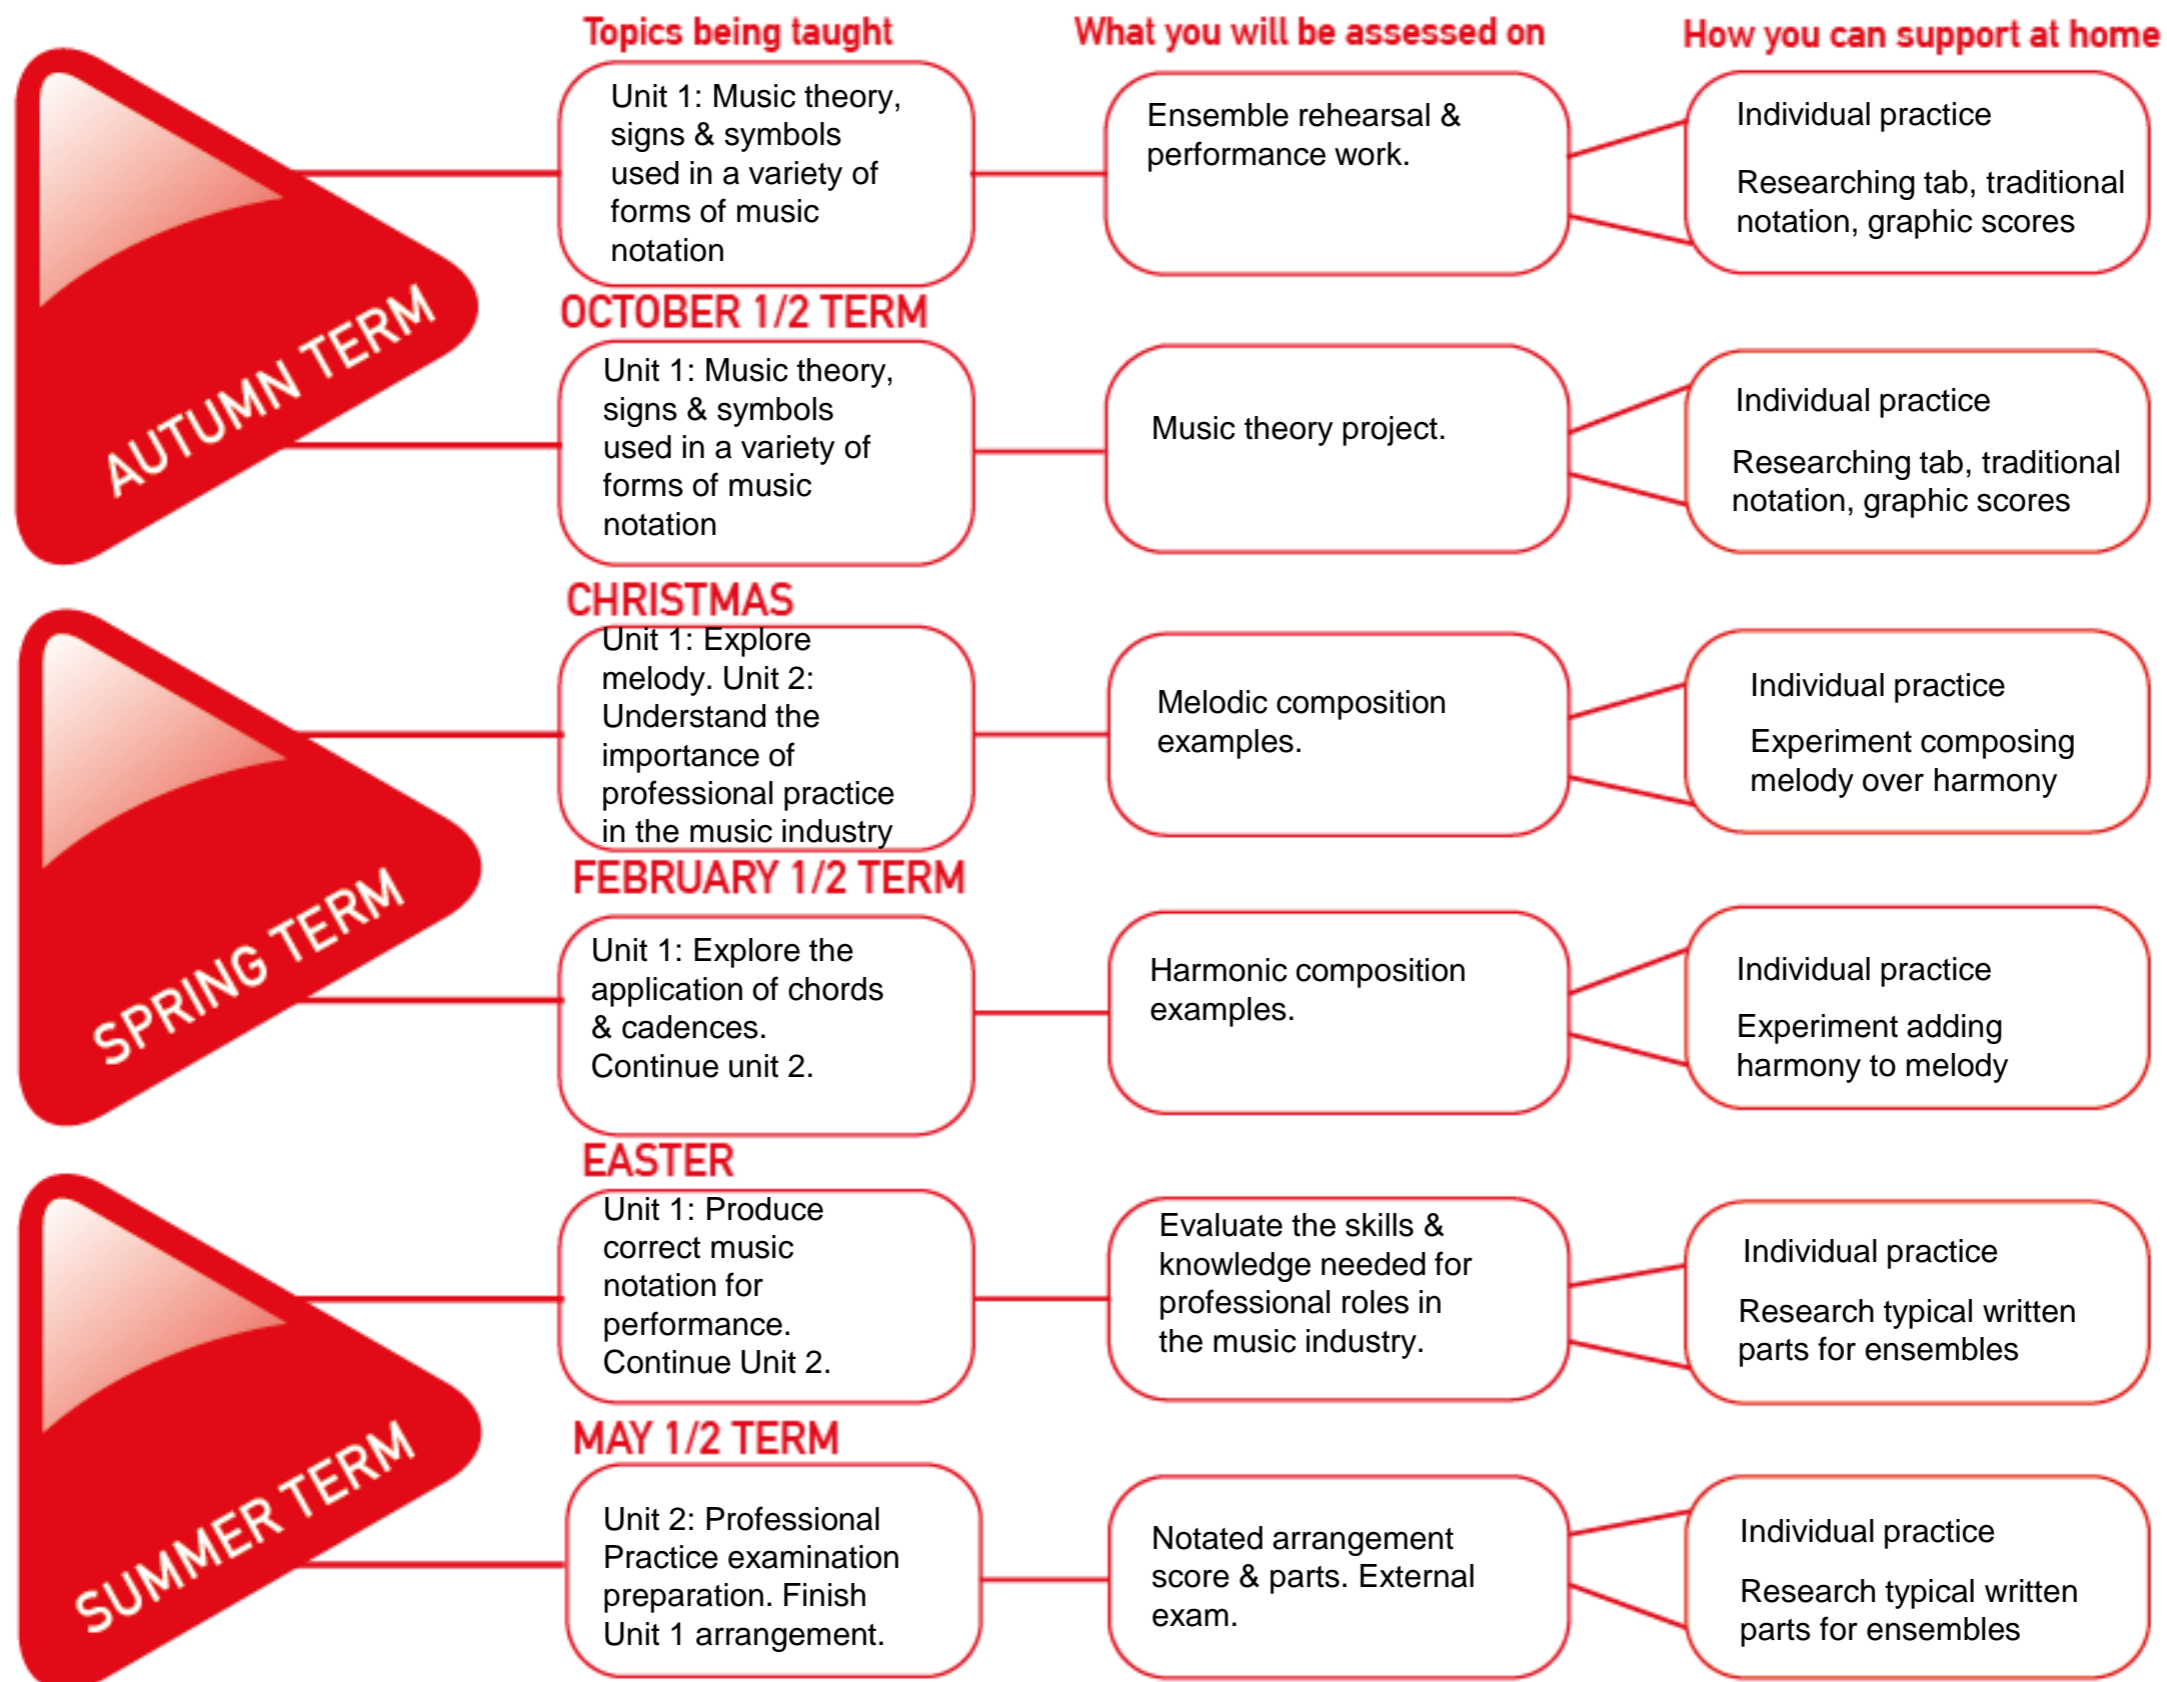 Topics being taught
What you will be assessed on
How you can support at home
AUTUMN TERM
Unit 1: Music theory,
signs & symbols
used in a variety of
forms of music
notation
Ensemble rehearsal &
performance work.
Individual practice
Researching tab, traditional
notation, graphic scores
OCTOBER 1/2 TERM
Unit 1: Music theory,
signs & symbols
used in a variety of
forms of music
notation
Music theory project.
Individual practice
Researching tab, traditional
notation, graphic scores
CHRISTMAS
SPRING TERM
Unit 1: Explore
melody. Unit 2:
Understand the
importance of
professional practice
in the music industry
Melodic composition
examples.
Individual practice
Experiment composing
melody over harmony
FEBRUARY 1/2 TERM
Unit 1: Explore the
application of chords
& cadences.
Continue unit 2.
Harmonic composition
examples.
Individual practice
Experiment adding
harmony to melody
EASTER
SUMMER TERM
Unit 1: Produce
correct music
notation for
performance.
Continue Unit 2.
Evaluate the skills &
knowledge needed for
professional roles in
the music industry.
Individual practice
Research typical written
parts for ensembles
MAY 1/2 TERM
Unit 2: Professional
Practice examination
preparation. Finish
Unit 1 arrangement.
Notated arrangement
score & parts. External
exam.
Individual practice
Research typical written
parts for ensembles